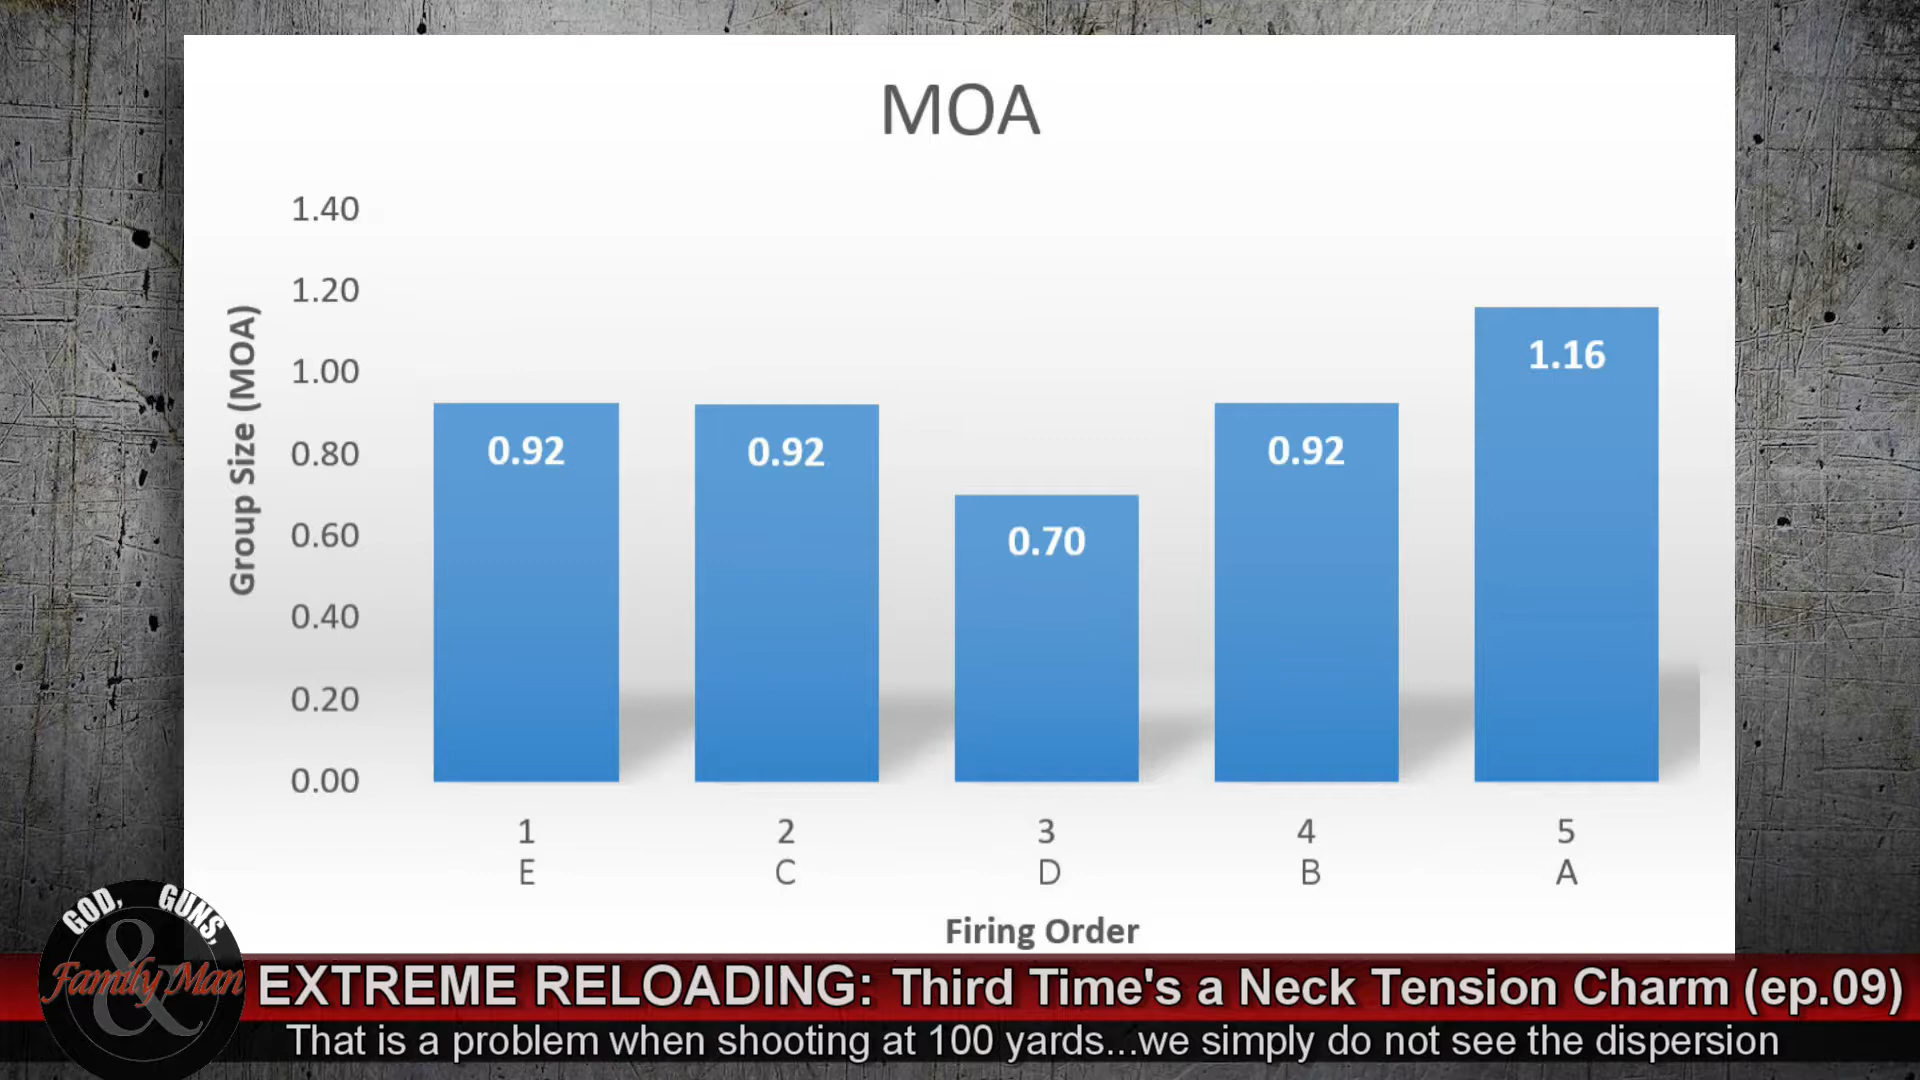 MOA
1.40
1.20
1.00
0.80
0.60
0.40
0.20
0.00
Group Size (MOA)
0.92
0.92
0.70
0.92
1.16
1 2 3 4 5
E C D B A
Firing Order
GOD, GUNS,
&
Family Man
EXTREME RELOADING: Third Time's a Neck Tension Charm (ep.09)
That is a problem when shooting at 100 yards...we simply do not see the dispersion